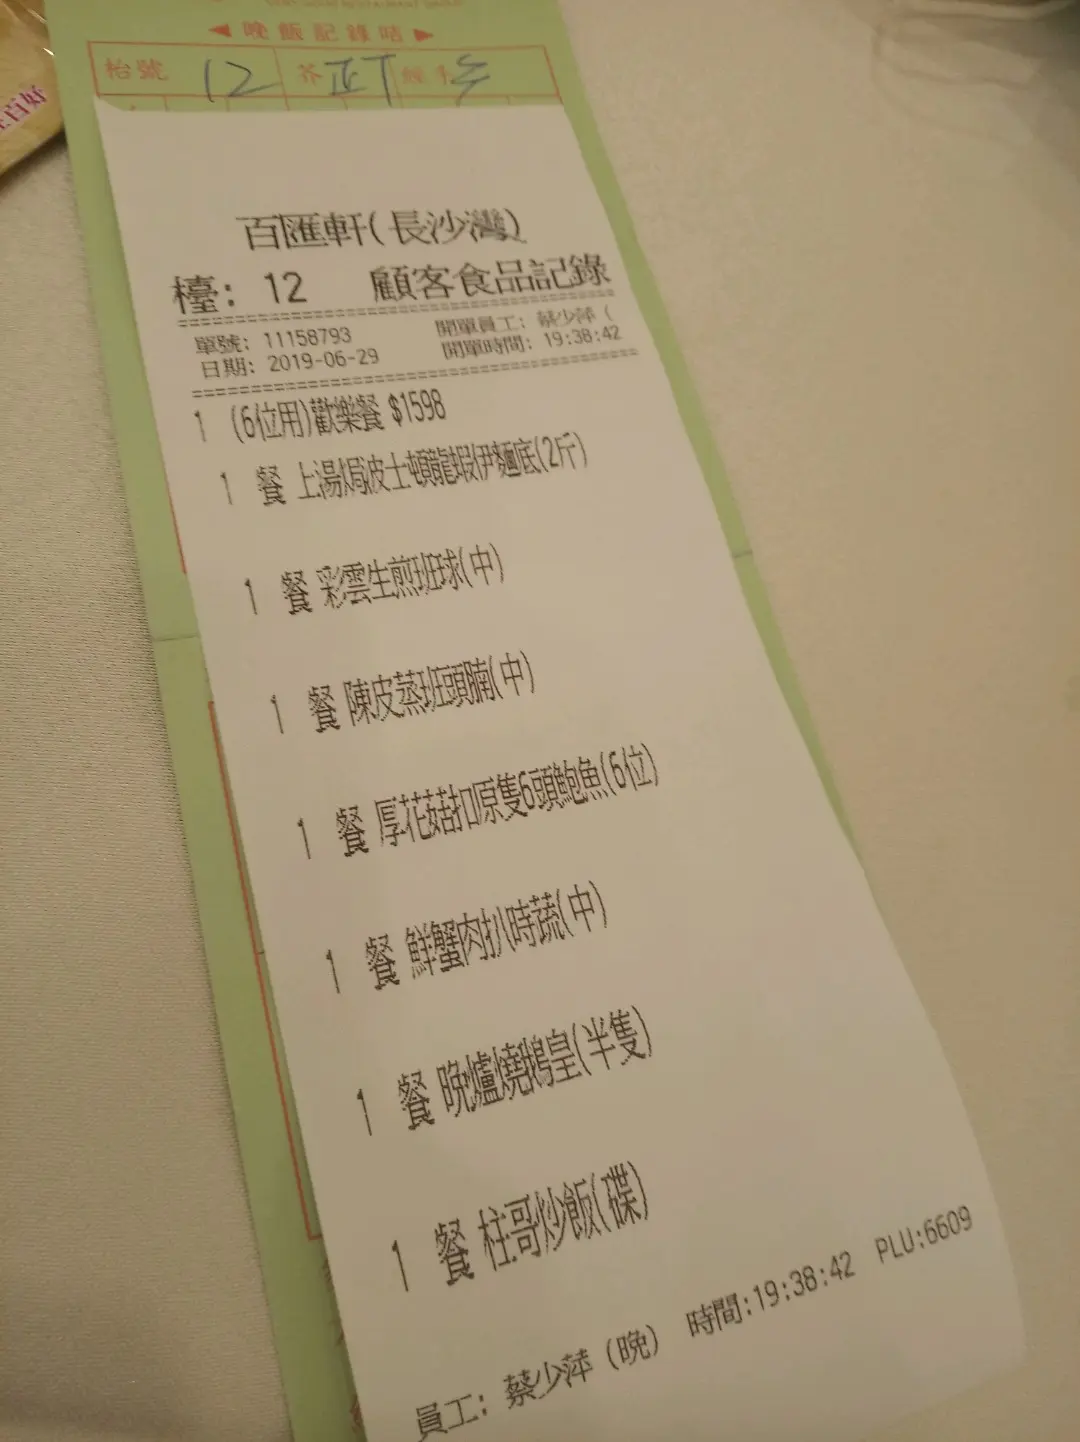 ◀晚飯記錄咭▶
枱號 12 芥 正丅
百匯軒(長沙灣)
檯: 12 顧客食品記錄
單號: 11158793 開單員工: 蔡少萍 (
日期: 2019-06-29 開單時間: 19:38:42
1 (6位用)歡樂餐 $1598
1 餐 上湯焗波士頓龍蝦伊麵底(2斤)
1 餐 彩雲生煎班球(中)
1 餐 陳皮蒸班頭腩(中)
1 餐 厚花菇扣原隻6頭鮑魚(6位)
1 餐 鮮蟹肉扒時蔬(中)
1 餐 晚爐燒鵝皇(半隻)
1 餐 柱哥炒飯(碟)
員工: 蔡少萍 (晚) 時間:19:38:42 PLU:6609
百好